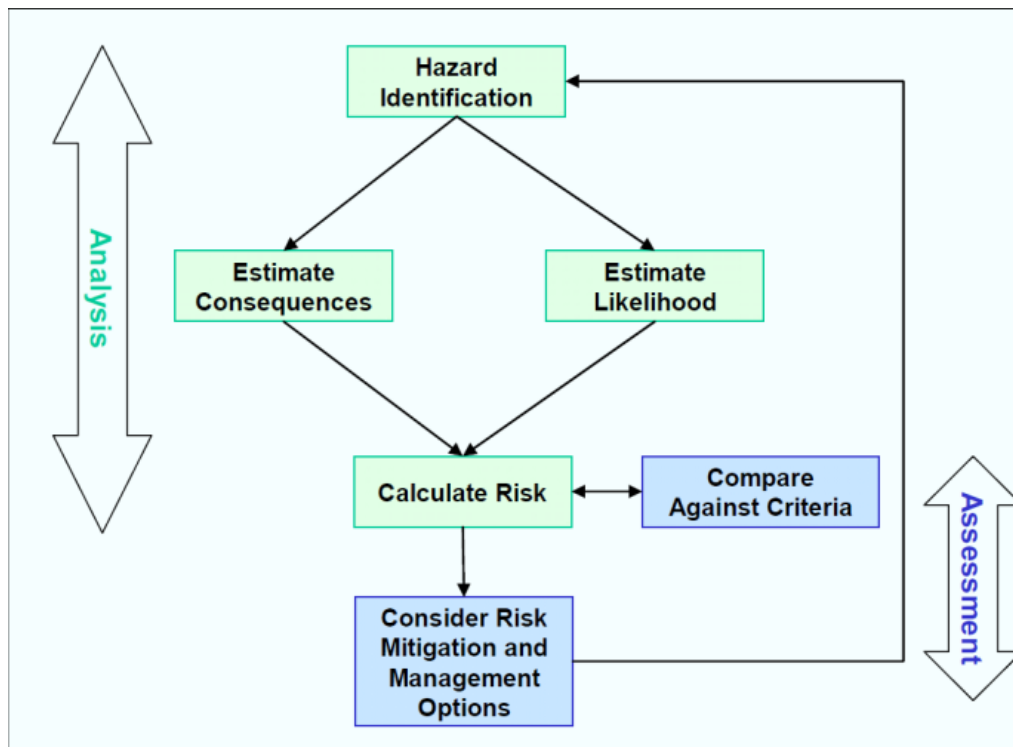 Hazard
Identification
Analysis
Estimate
Consequences
Estimate
Likelihood
Calculate Risk
Compare
Against Criteria
Assessment
Consider Risk
Mitigation and
Management
Options